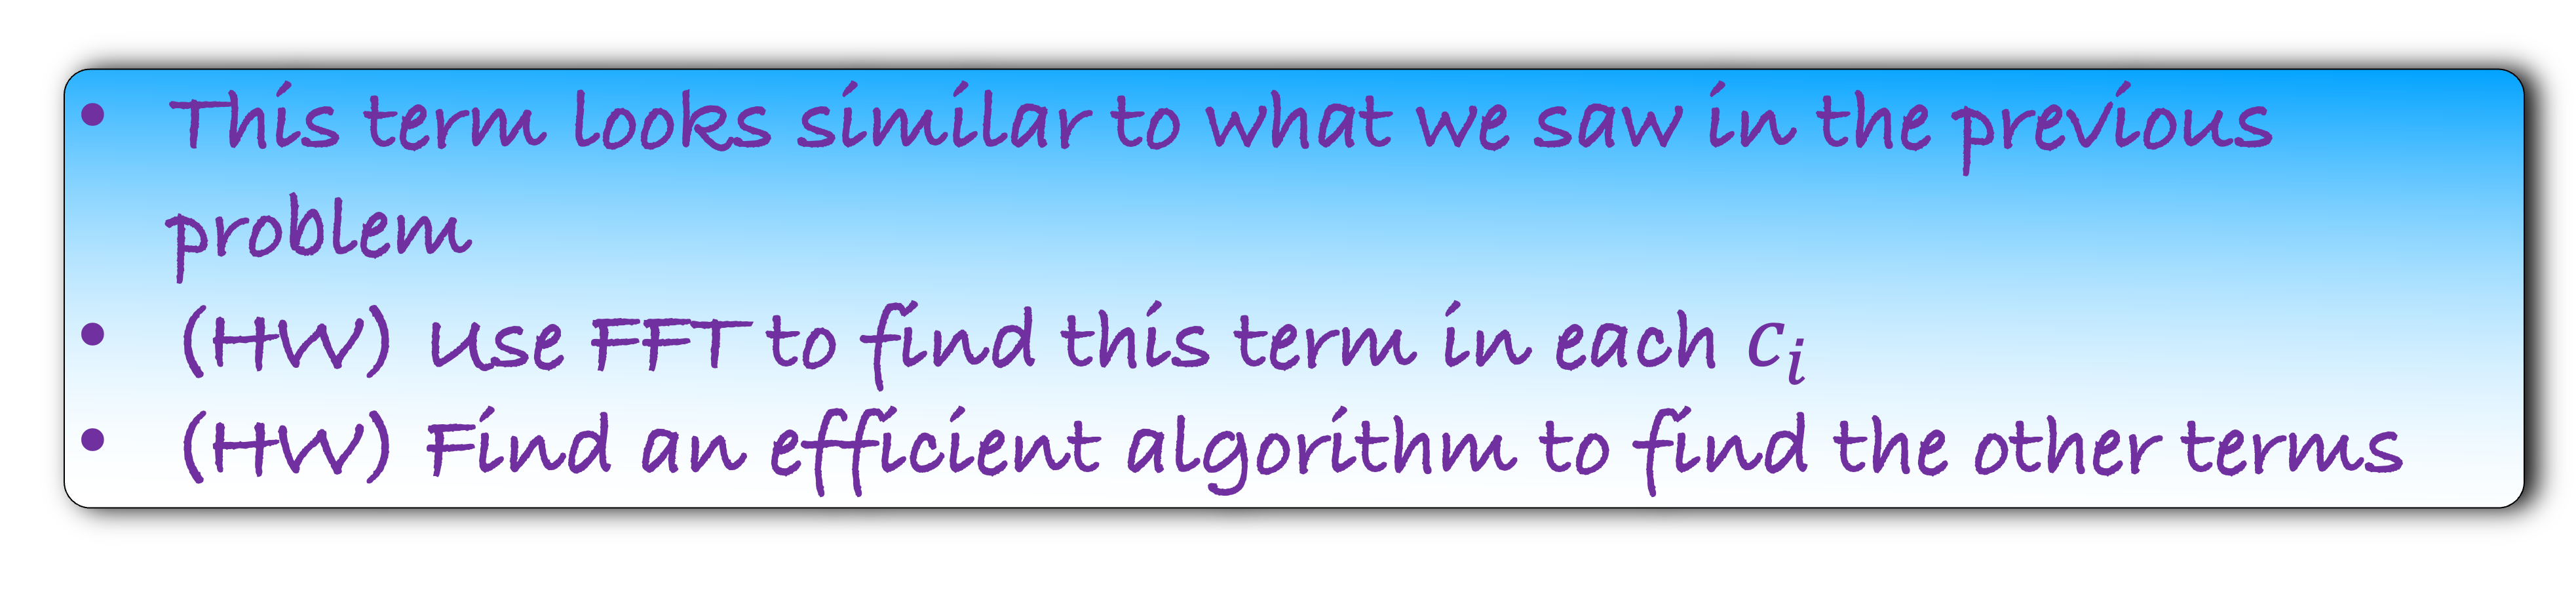 • This term looks similar to what we saw in the previous
problem
• (HW) Use FFT to find this term in each $c_i$
• (HW) Find an efficient algorithm to find the other terms